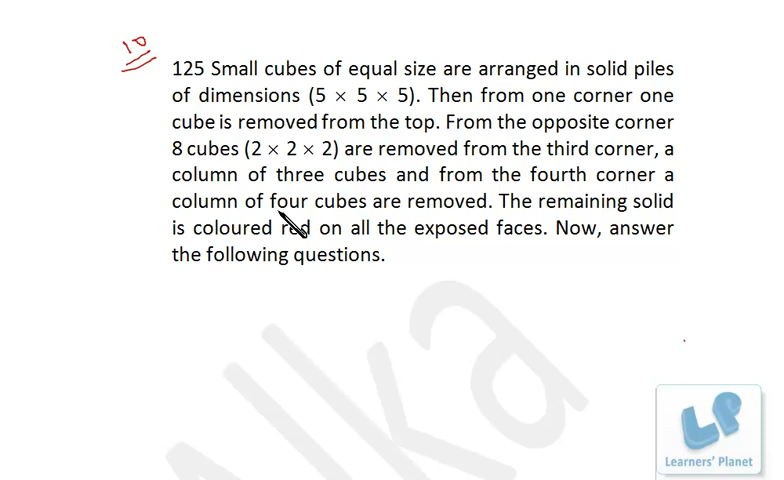 10
125 Small cubes of equal size are arranged in solid piles
of dimensions (5 × 5 × 5). Then from one corner one
cube is removed from the top. From the opposite corner
8 cubes (2 × 2 × 2) are removed from the third corner, a
column of three cubes and from the fourth corner a
column of four cubes are removed. The remaining solid
is coloured red on all the exposed faces. Now, answer
the following questions.
Alka
LP
Learners' Planet